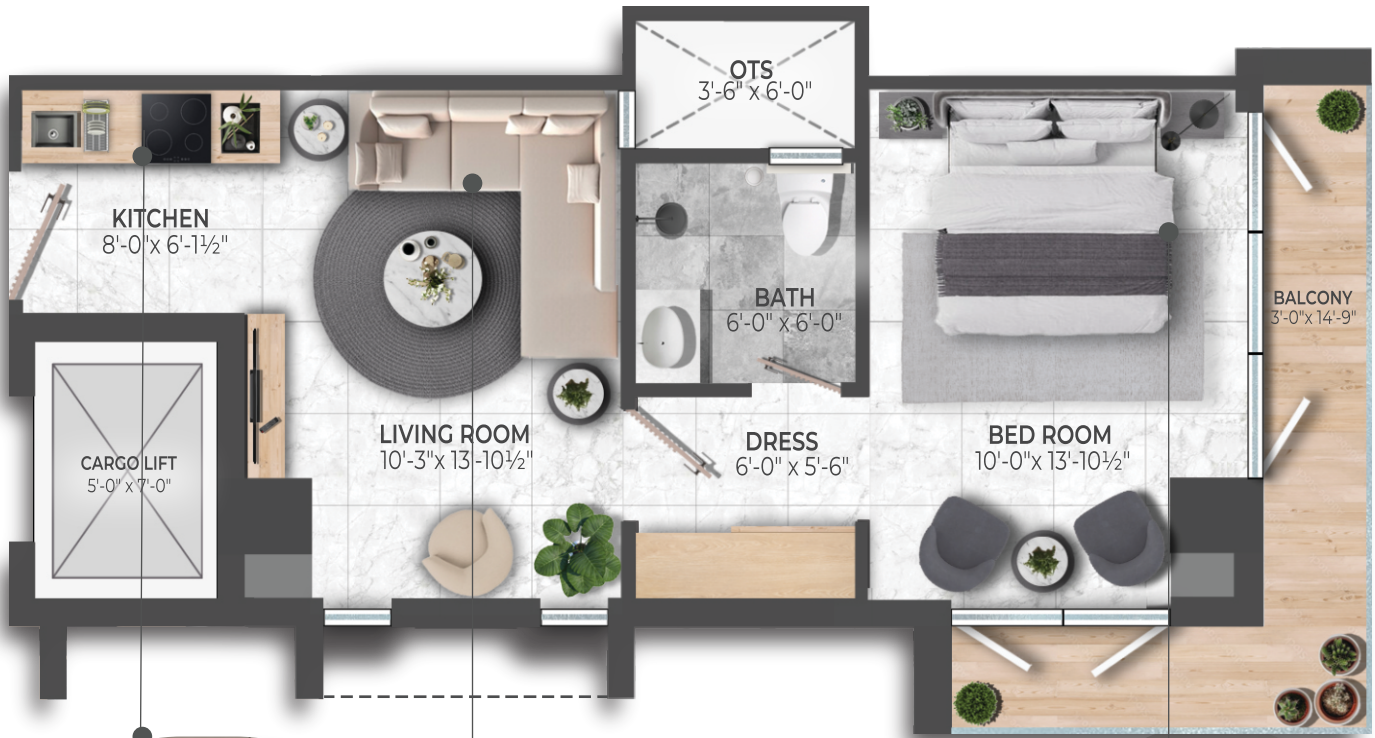 OTS
3'-6" x 6'-0"
KITCHEN
8'-0"x 6'-1½"
BATH
6'-0" x 6'-0"
BALCONY
3'-0"x 14'-9"
LIVING ROOM
10'-3"x 13'-10½"
DRESS
6'-0" x 5'-6"
BED ROOM
10'-0"x 13'-10½"
CARGO LIFT
5'-0" x 7'-0"